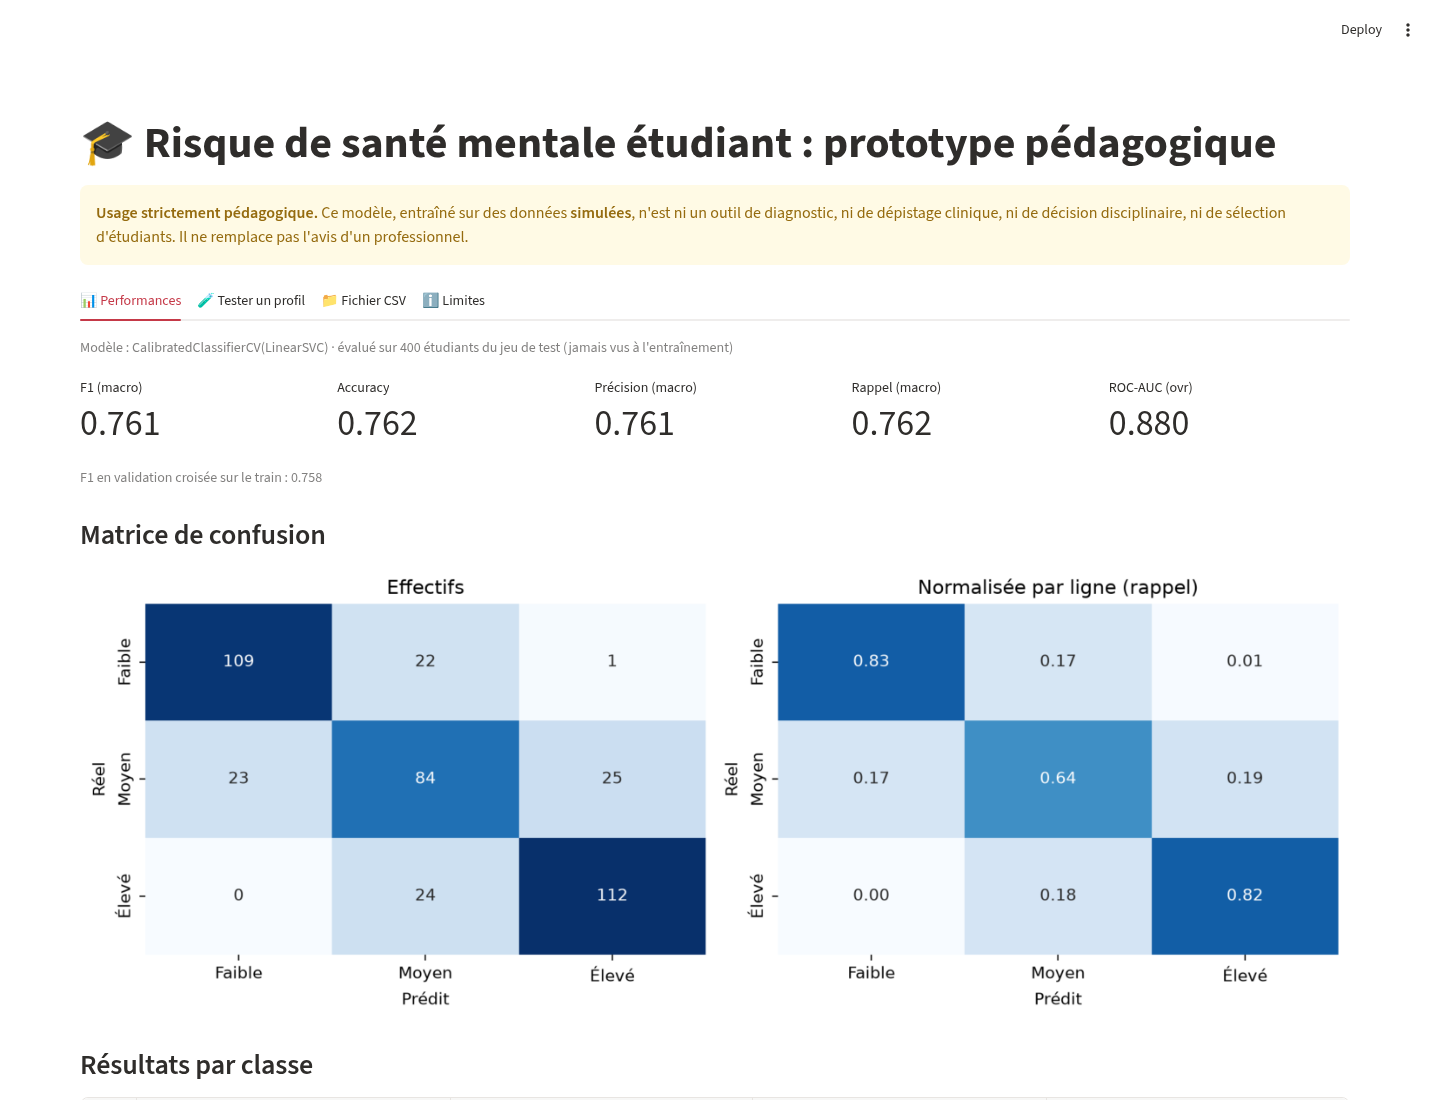 Deploy
🎓 Risque de santé mentale étudiant : prototype pédagogique
Usage strictement pédagogique. Ce modèle, entraîné sur des données simulées, n'est ni un outil de diagnostic, ni de dépistage clinique, ni de décision disciplinaire, ni de sélection
d'étudiants. Il ne remplace pas l'avis d'un professionnel.
📊 Performances 🧪 Tester un profil 📁 Fichier CSV ℹ️ Limites
Modèle : CalibratedClassifierCV(LinearSVC) · évalué sur 400 étudiants du jeu de test (jamais vus à l'entraînement)
F1 (macro) Accuracy Précision (macro) Rappel (macro) ROC-AUC (ovr)
0.761 0.762 0.761 0.762 0.880
F1 en validation croisée sur le train : 0.758
Matrice de confusion
Effectifs
Faible 109 22 1
Réel
Moyen 23 84 25
Élevé 0 24 112
Faible Moyen Élevé
Prédit
Normalisée par ligne (rappel)
Faible 0.83 0.17 0.01
Réel
Moyen 0.17 0.64 0.19
Élevé 0.00 0.18 0.82
Faible Moyen Élevé
Prédit
Résultats par classe